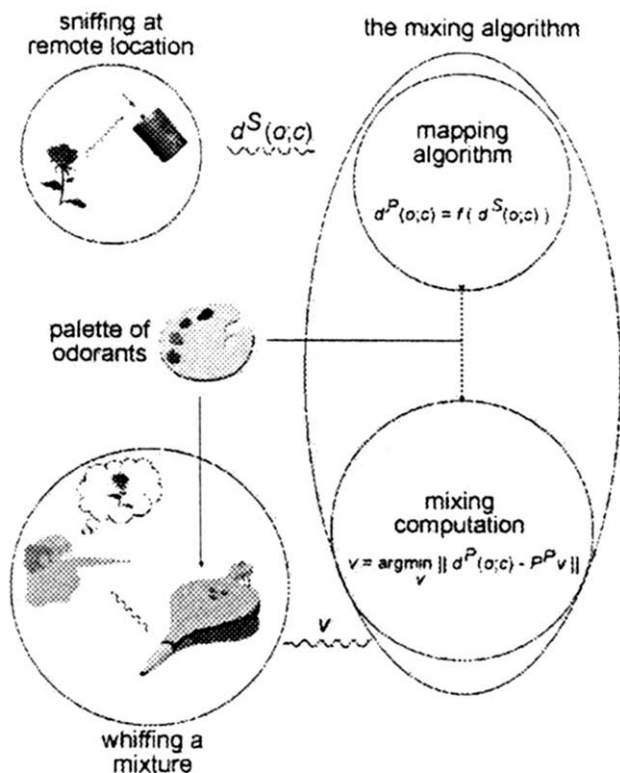 sniffing at
remote location
d^S(o;c)
the mixing algorithm
mapping
algorithm
d^P(o;c) = f( d^S(o;c) )
palette of
odorants
mixing
computation
v = argmin || d^P(o;c) - P^P v ||
v
v
whiffing a
mixture